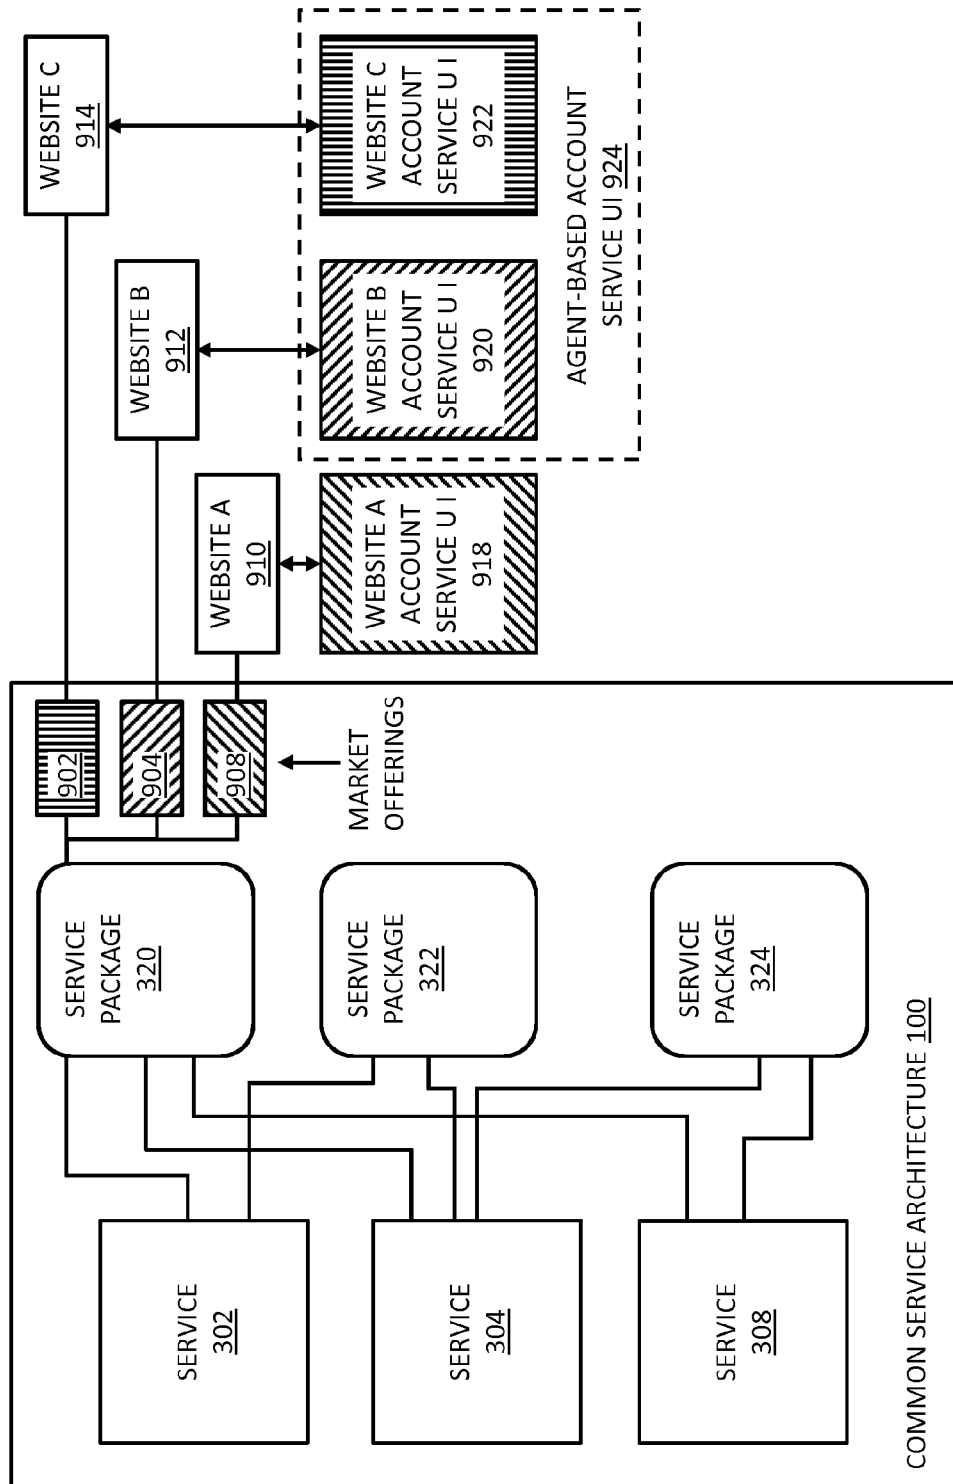 SERVICE
302
SERVICE
304
SERVICE
308
SERVICE
PACKAGE
320
SERVICE
PACKAGE
322
SERVICE
PACKAGE
324
902
904
908
MARKET
OFFERINGS
COMMON SERVICE ARCHITECTURE 100
WEBSITE A
910
WEBSITE B
912
WEBSITE C
914
WEBSITE A
ACCOUNT
SERVICE U I
918
WEBSITE B
ACCOUNT
SERVICE U I
920
WEBSITE C
ACCOUNT
SERVICE U I
922
AGENT-BASED ACCOUNT
SERVICE UI 924